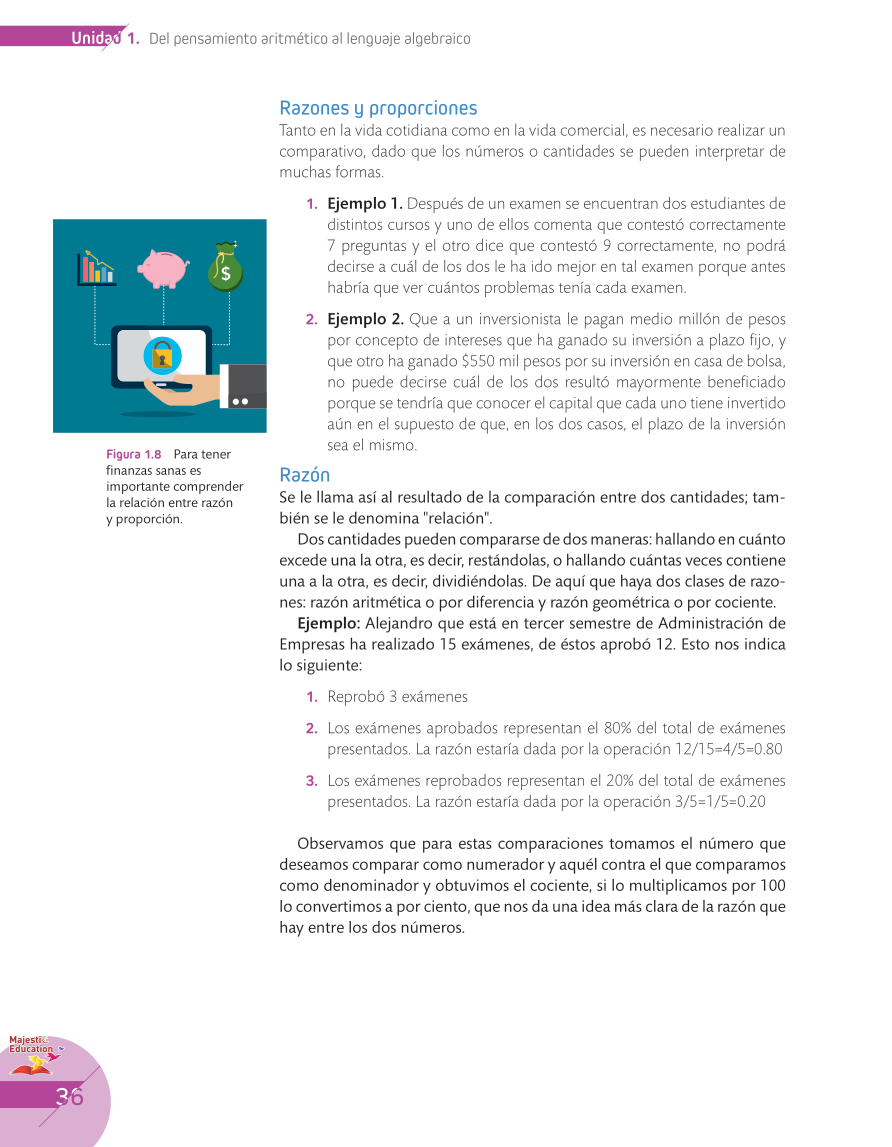 Unidad 1. Del pensamiento aritmético al lenguaje algebraico
Razones y proporciones
Tanto en la vida cotidiana como en la vida comercial, es necesario realizar un
comparativo, dado que los números o cantidades se pueden interpretar de
muchas formas.
1. Ejemplo 1. Después de un examen se encuentran dos estudiantes de
distintos cursos y uno de ellos comenta que contestó correctamente
7 preguntas y el otro dice que contestó 9 correctamente, no podrá
decirse a cuál de los dos le ha ido mejor en tal examen porque antes
habría que ver cuántos problemas tenía cada examen.
2. Ejemplo 2. Que a un inversionista le pagan medio millón de pesos
por concepto de intereses que ha ganado su inversión a plazo fijo, y
que otro ha ganado $550 mil pesos por su inversión en casa de bolsa,
no puede decirse cuál de los dos resultó mayormente beneficiado
porque se tendría que conocer el capital que cada uno tiene invertido
aún en el supuesto de que, en los dos casos, el plazo de la inversión
sea el mismo.
$
Figura 1.8 Para tener
finanzas sanas es
importante comprender
la relación entre razón
y proporción.
Razón
Se le llama así al resultado de la comparación entre dos cantidades; tam-
bién se le denomina "relación".
Dos cantidades pueden compararse de dos maneras: hallando en cuánto
excede una la otra, es decir, restándolas, o hallando cuántas veces contiene
una a la otra, es decir, dividiéndolas. De aquí que haya dos clases de razo-
nes: razón aritmética o por diferencia y razón geométrica o por cociente.
Ejemplo: Alejandro que está en tercer semestre de Administración de
Empresas ha realizado 15 exámenes, de éstos aprobó 12. Esto nos indica
lo siguiente:
1. Reprobó 3 exámenes
2. Los exámenes aprobados representan el 80% del total de exámenes
presentados. La razón estaría dada por la operación 12/15=4/5=0.80
3. Los exámenes reprobados representan el 20% del total de exámenes
presentados. La razón estaría dada por la operación 3/5=1/5=0.20
Observamos que para estas comparaciones tomamos el número que
deseamos comparar como numerador y aquél contra el que comparamos
como denominador y obtuvimos el cociente, si lo multiplicamos por 100
lo convertimos a por ciento, que nos da una idea más clara de la razón que
hay entre los dos números.
Majestic
Education
36